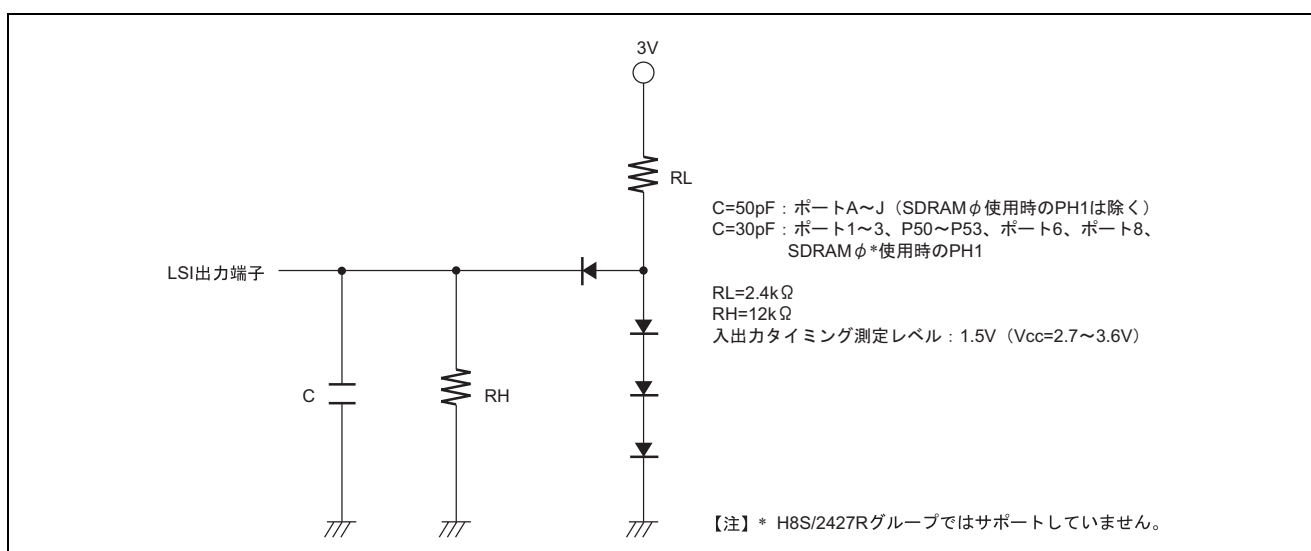 3V
RL
C=50pF：ポートA～J（SDRAMφ使用時のPH1は除く）
C=30pF：ポート1～3、P50～P53、ポート6、ポート8、
SDRAMφ*使用時のPH1
LSI出力端子
RL=2.4kΩ
RH=12kΩ
入出力タイミング測定レベル：1.5V（Vcc=2.7～3.6V）
C
RH
【注】* H8S/2427Rグループではサポートしていません。